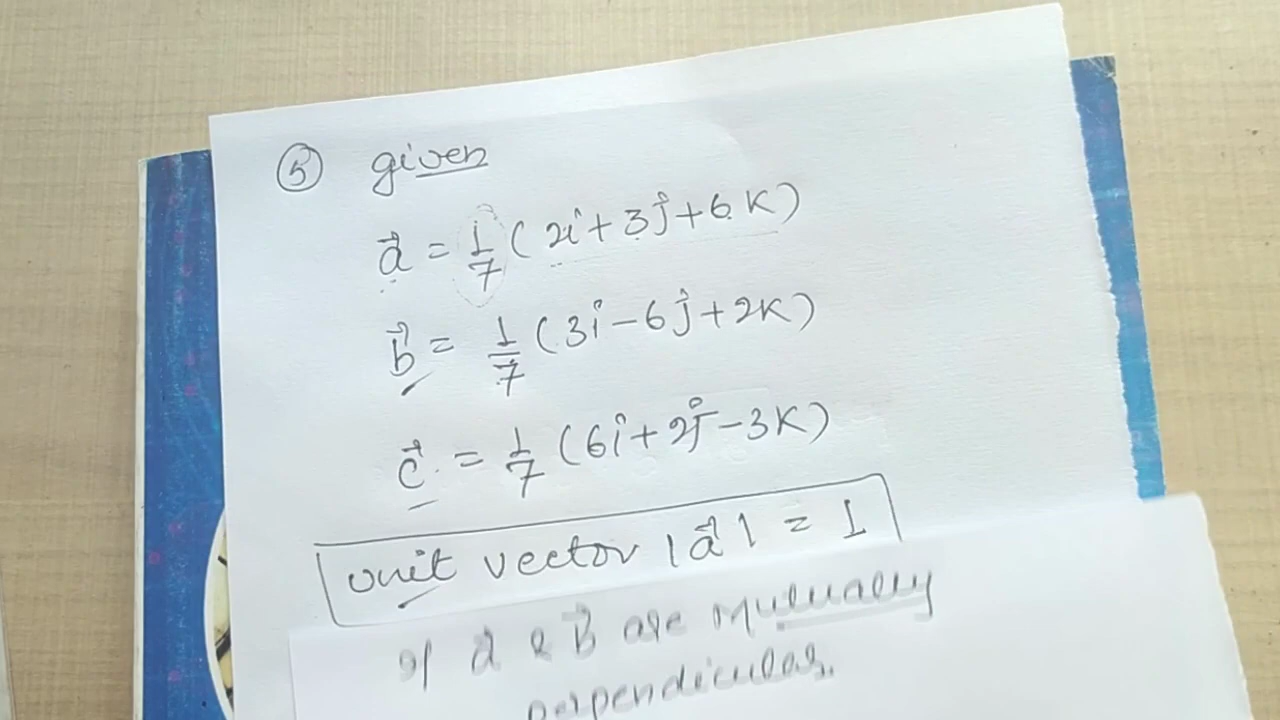 5 given
a⃗ = 1/7 (2i + 3j + 6k)
b⃗ = 1/7 (3i - 6j + 2k)
c⃗ = 1/7 (6i + 2j - 3k)
unit vector |a⃗| = 1
if a⃗ & b⃗ are mutually
perpendicular.